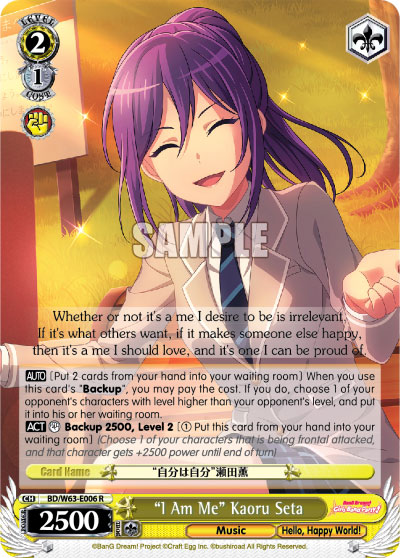 LEVEL
2
1
COST
SAMPLE
Whether or not it's a me I desire to be is irrelevant.
If it's what others want, if it makes someone else happy,
then it's a me I should love, and it's one I can be proud of.
AUTO [Put 2 cards from your hand into your waiting room] When you use
this card's "Backup", you may pay the cost. If you do, choose 1 of your
opponent's characters with level higher than your opponent's level, and put
it into his or her waiting room.
ACT Backup 2500, Level 2 [① Put this card from your hand into your
waiting room] (Choose 1 of your characters that is being frontal attacked,
and that character gets +2500 power until end of turn)
Card Name
“自分は自分”瀬田薫
CH BD/W63-E006 R
“I Am Me” Kaoru Seta
BanG Dream! Girls Band Party!
POWER
2500
Music
Hello, Happy World!
©BanG Dream! Project ©Craft Egg Inc. ©bushiroad All Rights Reserved.